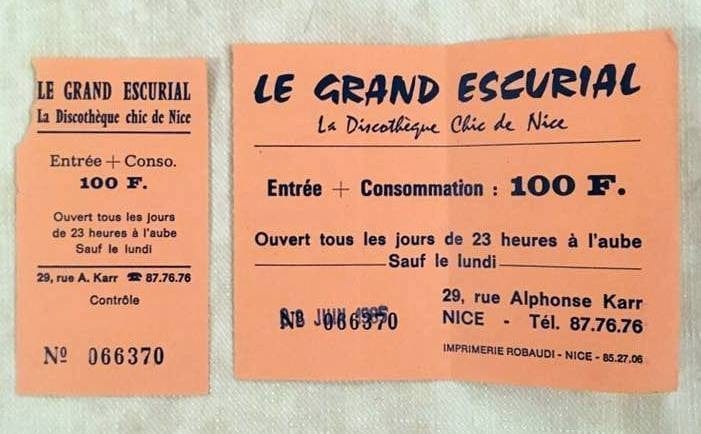 LE GRAND ESCURIAL
La Discothèque chic de Nice
Entrée + Conso.
100 F.
Ouvert tous les jours
de 23 heures à l'aube
Sauf le lundi
29, rue A. Karr ☎ 87.76.76
Contrôle
Nº 066370
LE GRAND ESCURIAL
La Discothèque Chic de Nice
Entrée + Consommation : 100 F.
Ouvert tous les jours de 23 heures à l'aube
Sauf le lundi
Nº 066370
JUIN
29, rue Alphonse Karr
NICE - Tél. 87.76.76
IMPRIMERIE ROBAUDI - NICE - 85.27.06